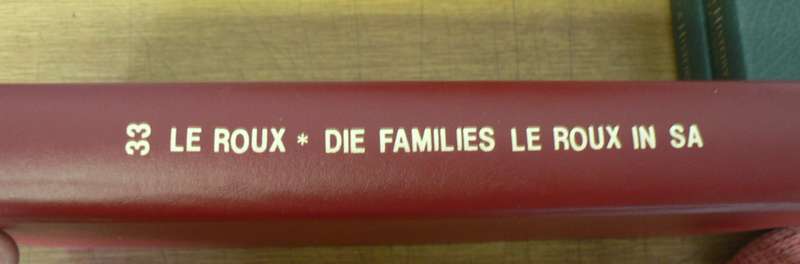 33 LE ROUX * DIE FAMILIES LE ROUX IN SA